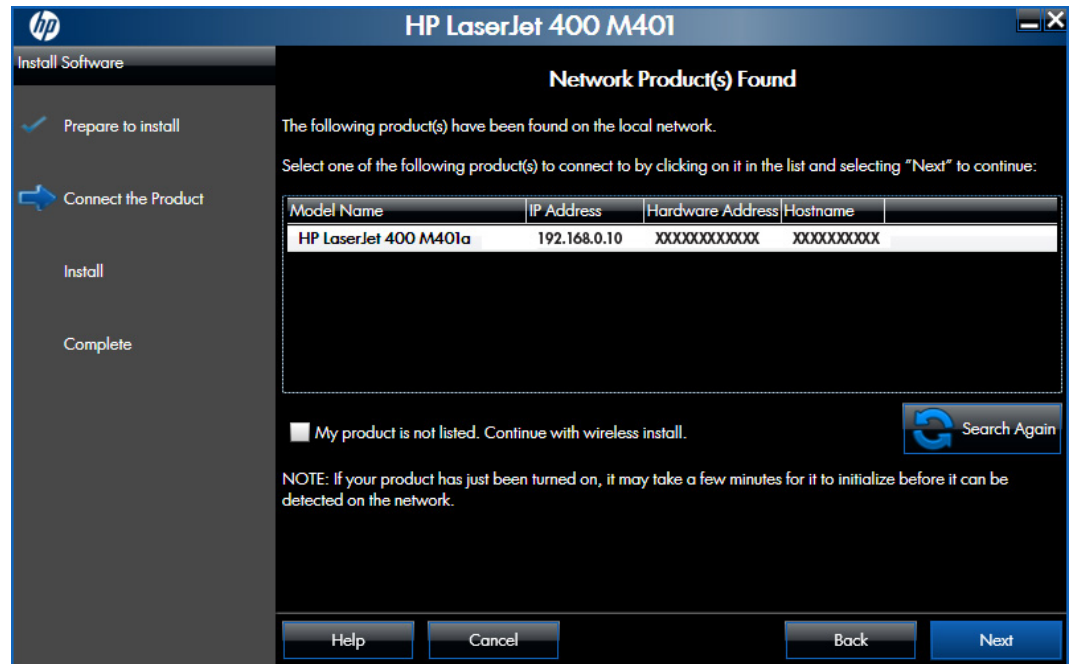 hp
HP LaserJet 400 M401
Install Software
Prepare to install
Connect the Product
Install
Complete
Network Product(s) Found
The following product(s) have been found on the local network.
Select one of the following product(s) to connect to by clicking on it in the list and selecting "Next" to continue:
Model Name IP Address Hardware Address Hostname
HP LaserJet 400 M401a 192.168.0.10 XXXXXXXXXXXX XXXXXXXXXX
My product is not listed. Continue with wireless install.
Search Again
NOTE: If your product has just been turned on, it may take a few minutes for it to initialize before it can be
detected on the network.
Help Cancel Back Next